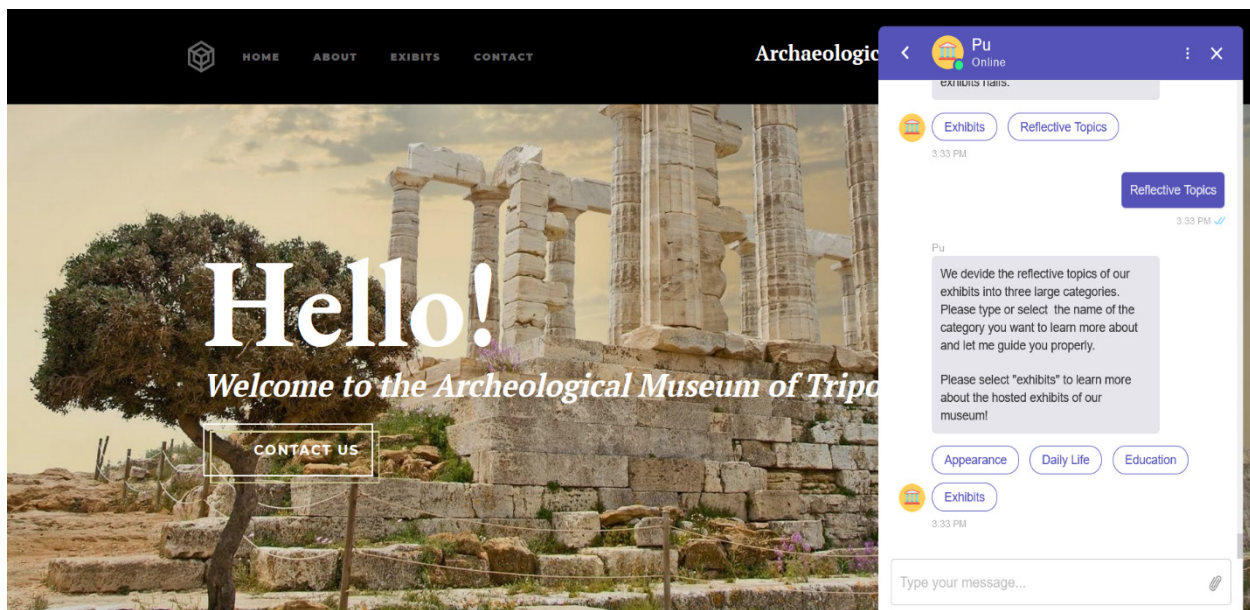 HOME ABOUT EXIBITS CONTACT
Archaeologic
Hello!
Welcome to the Archeological Museum of Tripo
CONTACT US
Pu
Online
exhibits halls.
Exhibits Reflective Topics
3:33 PM
Reflective Topics
3:33 PM
Pu
We devide the reflective topics of our
exhibits into three large categories.
Please type or select the name of the
category you want to learn more about
and let me guide you properly.
Please select "exhibits" to learn more
about the hosted exhibits of our
museum!
Appearance Daily Life Education
Exhibits
3:33 PM
Type your message...